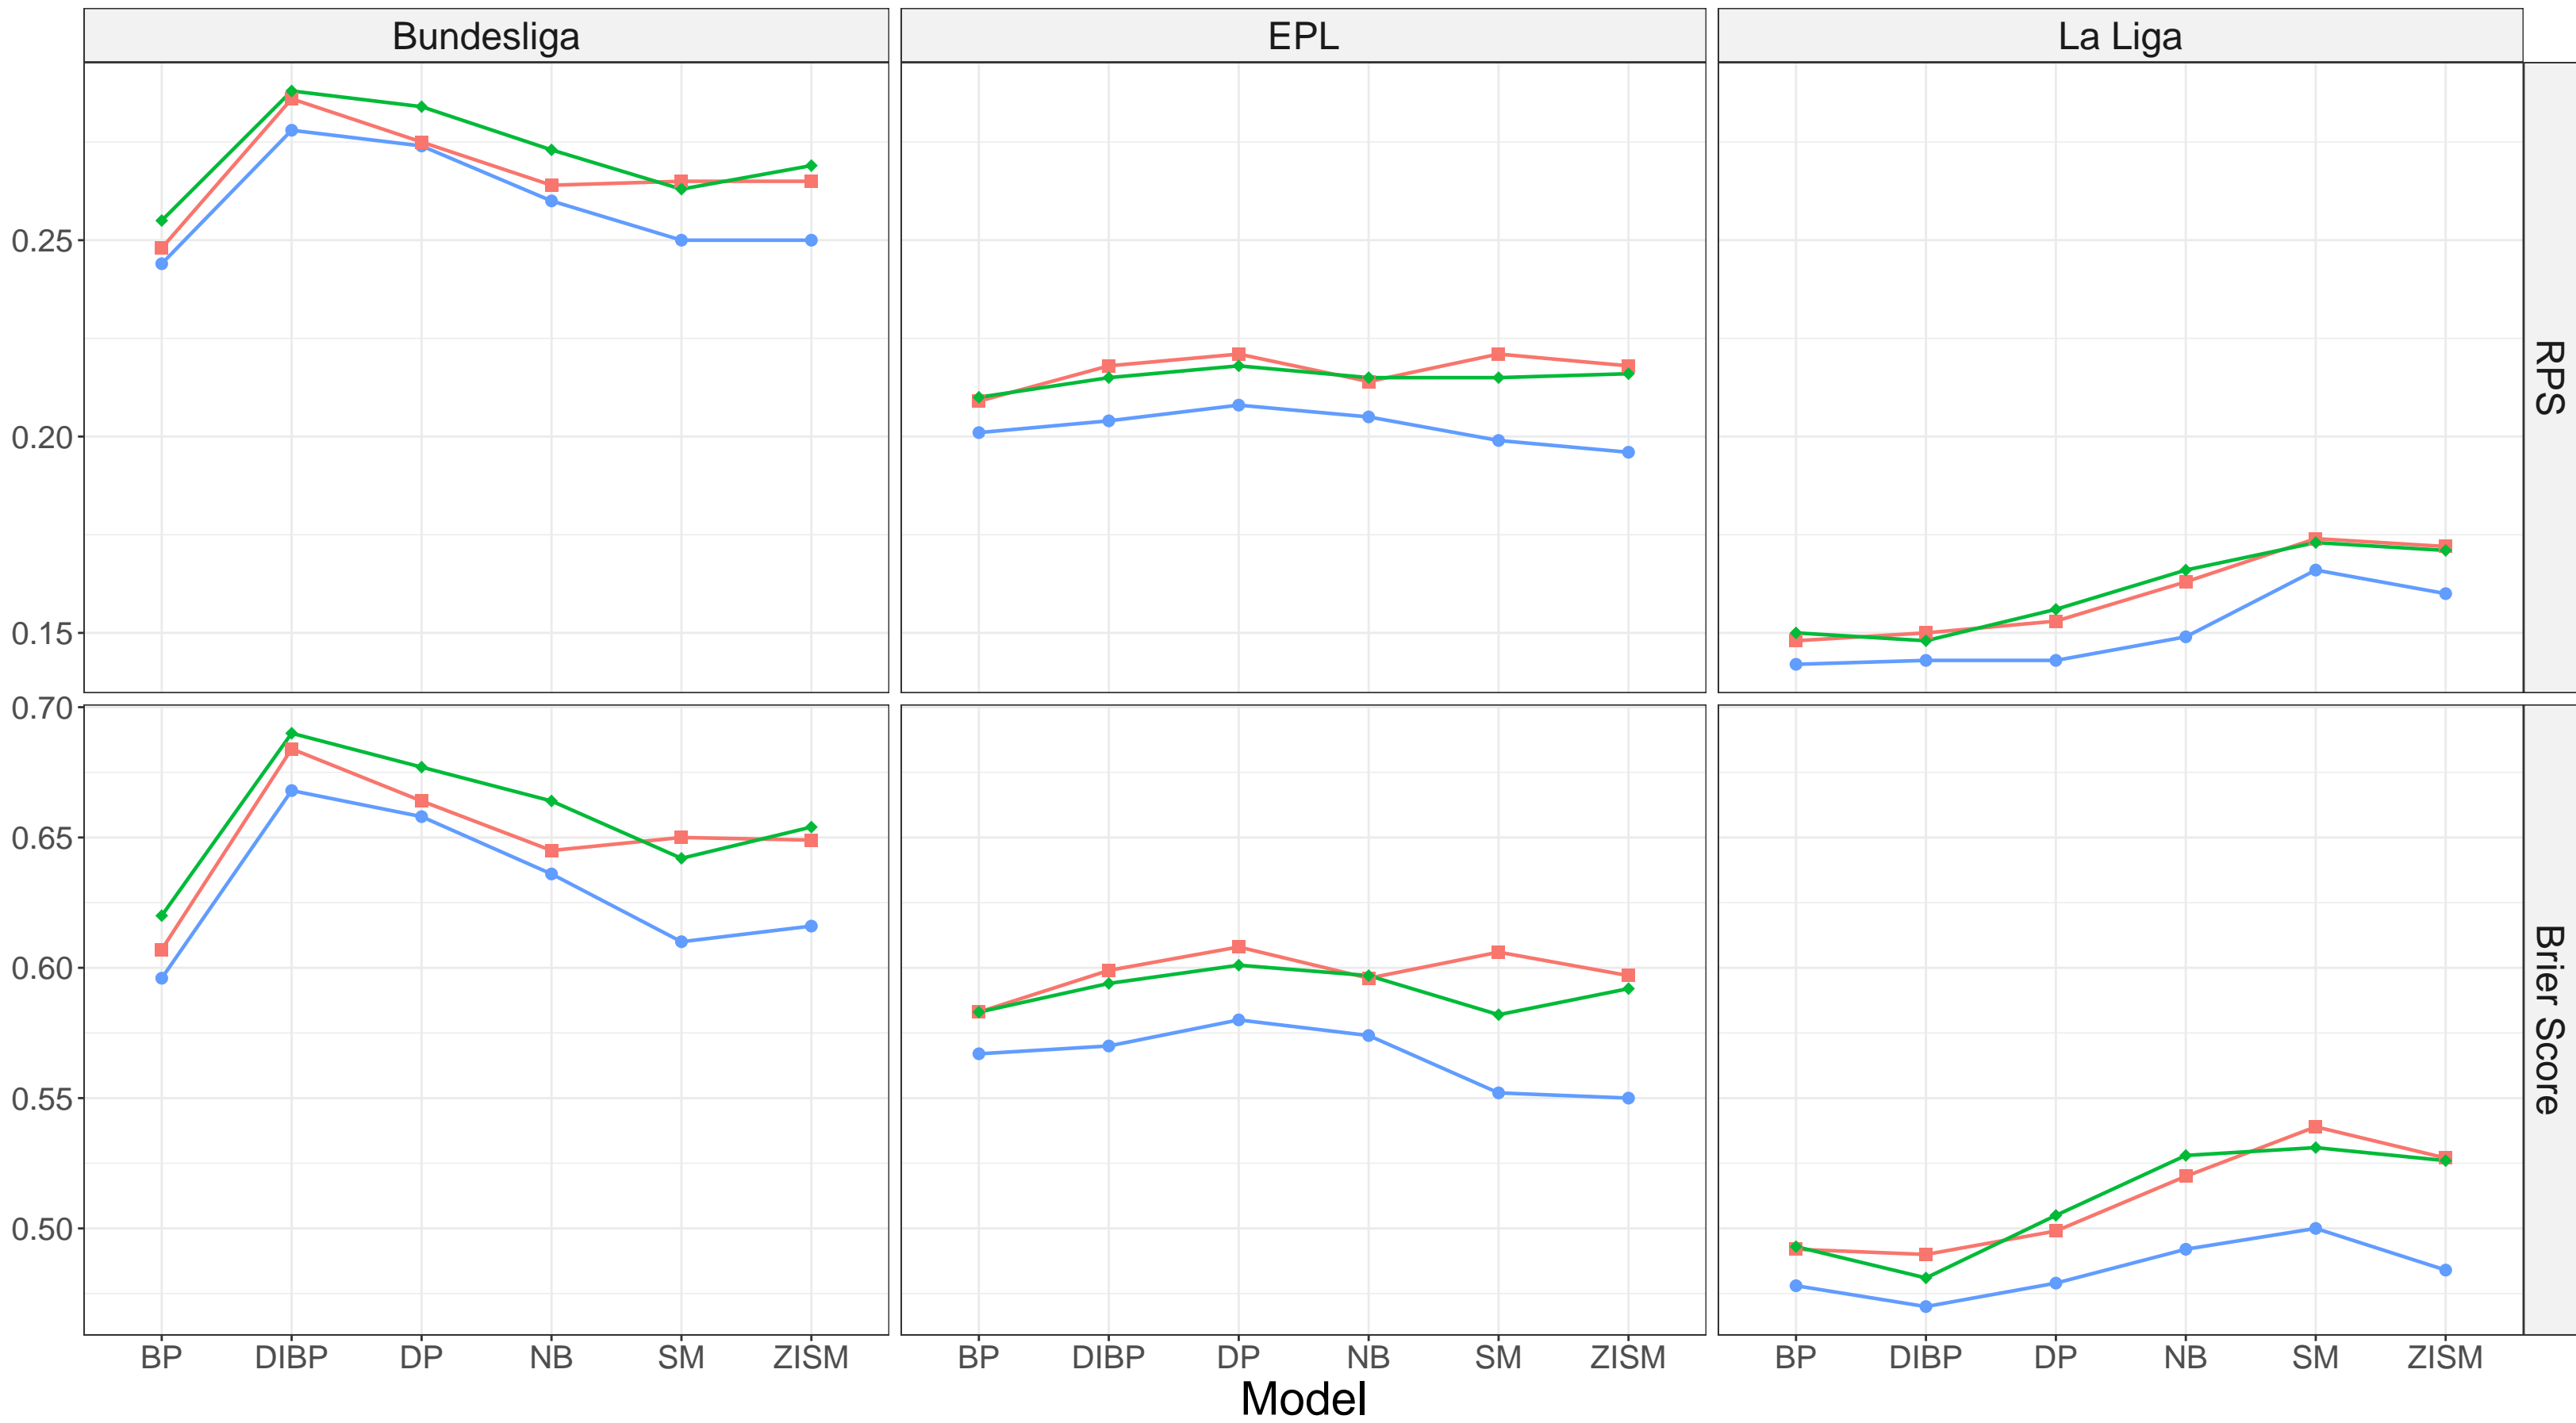 Bundesliga
EPL
La Liga
0.25
0.20
0.15
RPS
0.70
0.65
0.60
0.55
0.50
Brier Score
BP DIBP DP NB SM ZISM
BP DIBP DP NB SM ZISM
BP DIBP DP NB SM ZISM
Model